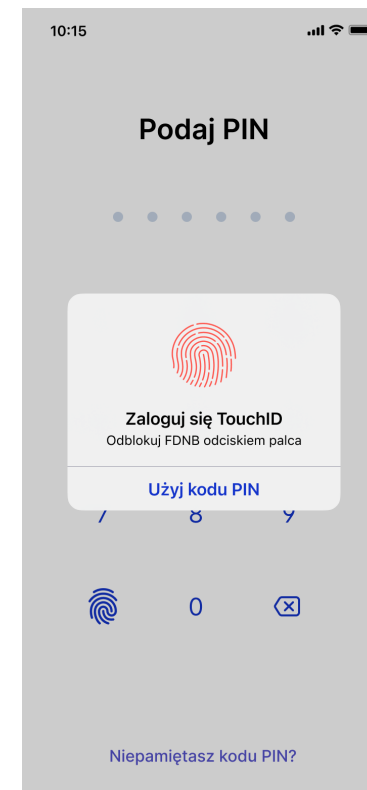 10:15
Podaj PIN
Zaloguj się TouchID
Odblokuj FDNB odciskiem palca
Użyj kodu PIN
7 8 9
0
Niepamiętasz kodu PIN?